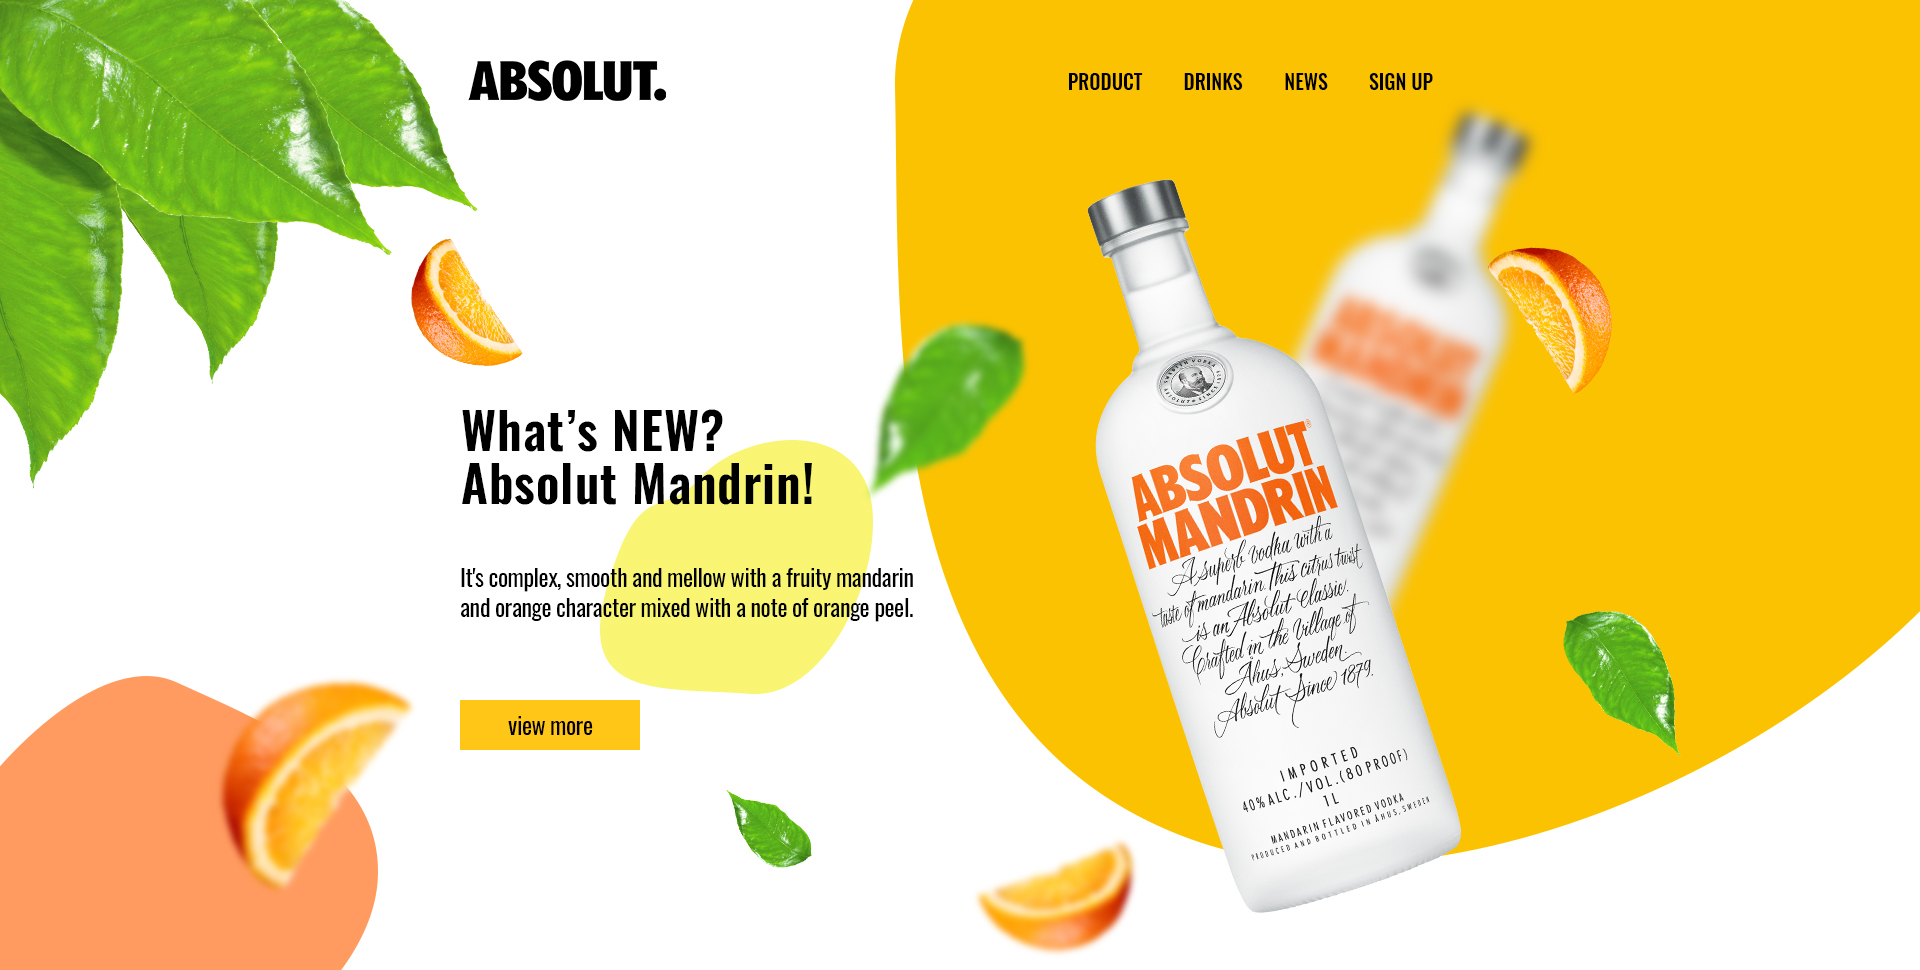 ABSOLUT.
PRODUCT DRINKS NEWS SIGN UP
What’s NEW?
Absolut Mandrin!
It's complex, smooth and mellow with a fruity mandarin
and orange character mixed with a note of orange peel.
view more
ABSOLUT®
MANDRIN
A superb vodka with a
taste of mandarin. This citrus twist
is an Absolut Classic.
Crafted in the village of
Åhus, Sweden.
Absolut Since 1879.
IMPORTED
40% ALC./VOL. (80 PROOF)
1L
MANDARIN FLAVORED VODKA
PRODUCED AND BOTTLED IN ÅHUS, SWEDEN